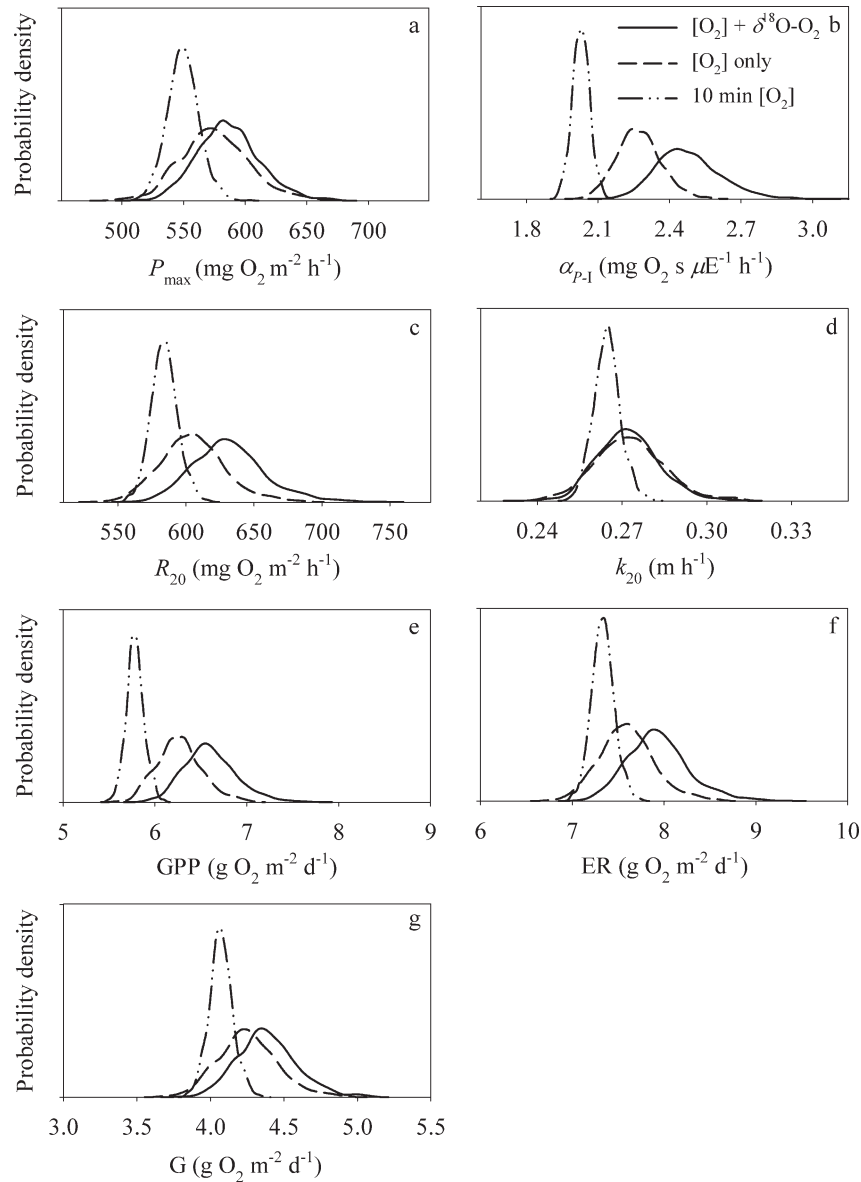 a
Probability density
500 550 600 650 700
P_max (mg O₂ m⁻² h⁻¹)
b
[O₂] + δ¹⁸O-O₂
[O₂] only
10 min [O₂]
1.8 2.1 2.4 2.7 3.0
α_P-I (mg O₂ s μE⁻¹ h⁻¹)
c
Probability density
550 600 650 700 750
R₂₀ (mg O₂ m⁻² h⁻¹)
d
0.24 0.27 0.30 0.33
k₂₀ (m h⁻¹)
e
Probability density
5 6 7 8 9
GPP (g O₂ m⁻² d⁻¹)
f
6 7 8 9 10
ER (g O₂ m⁻² d⁻¹)
g
Probability density
3.0 3.5 4.0 4.5 5.0 5.5
G (g O₂ m⁻² d⁻¹)